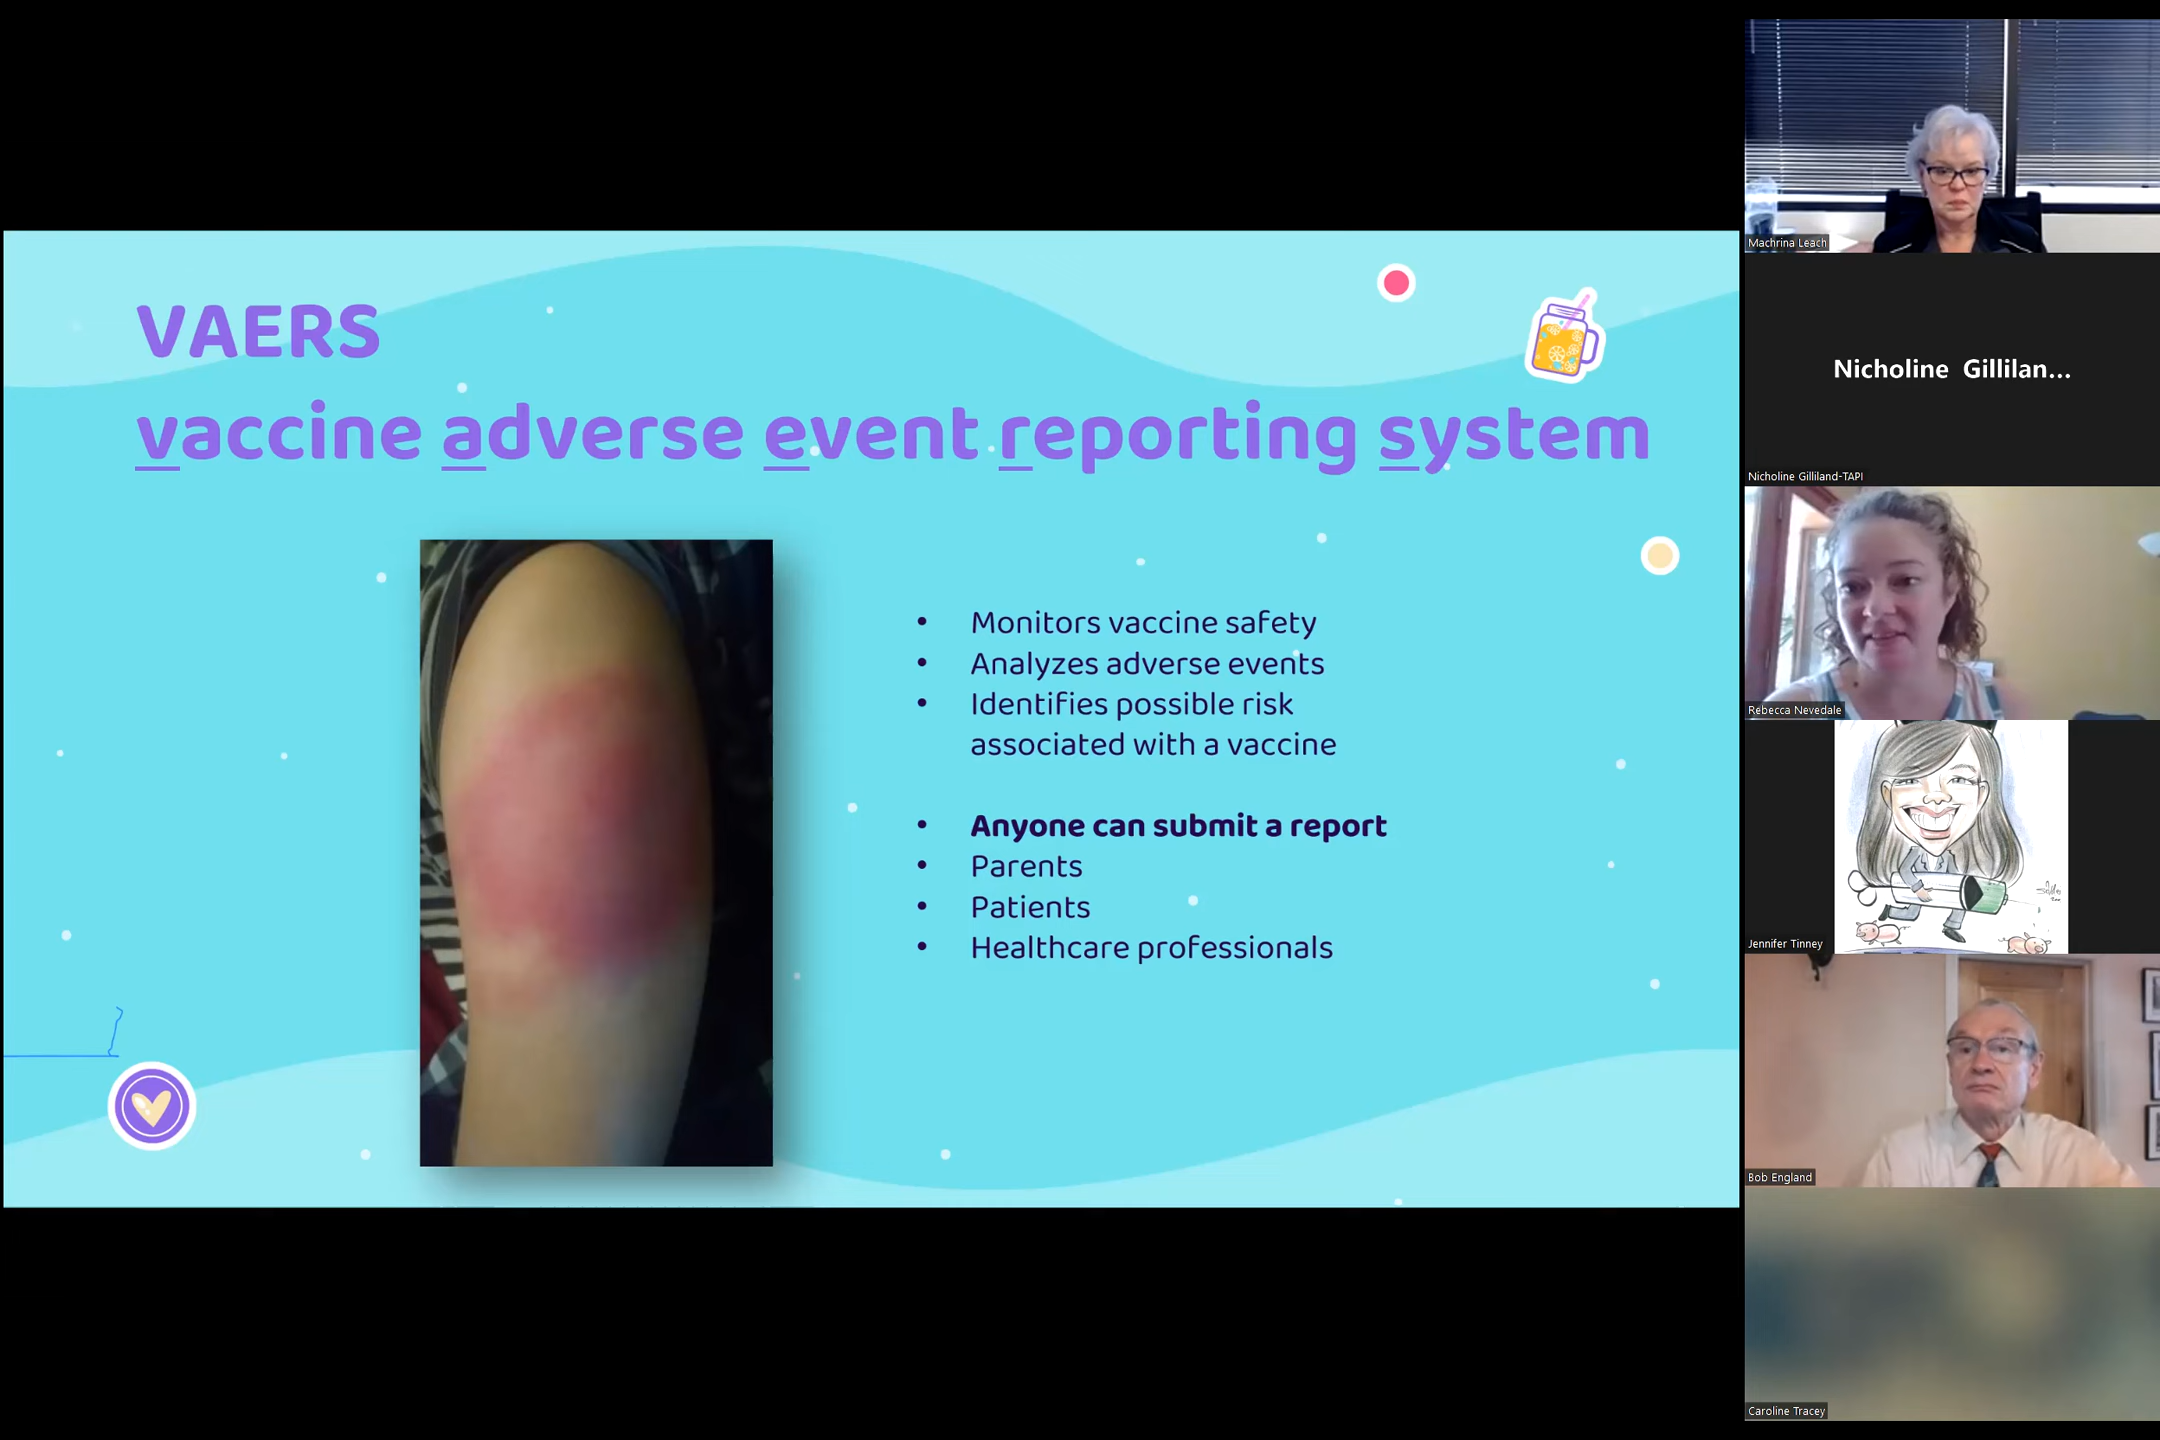 VAERS
vaccine adverse event reporting system
• Monitors vaccine safety
• Analyzes adverse events
• Identifies possible risk
associated with a vaccine
• Anyone can submit a report
• Parents
• Patients
• Healthcare professionals
Machrina Leach
Nicholine Gillilan...
Nicholine Gilliland-TAPI
Rebecca Nevedale
Jennifer Tinney
Bob England
Caroline Tracey